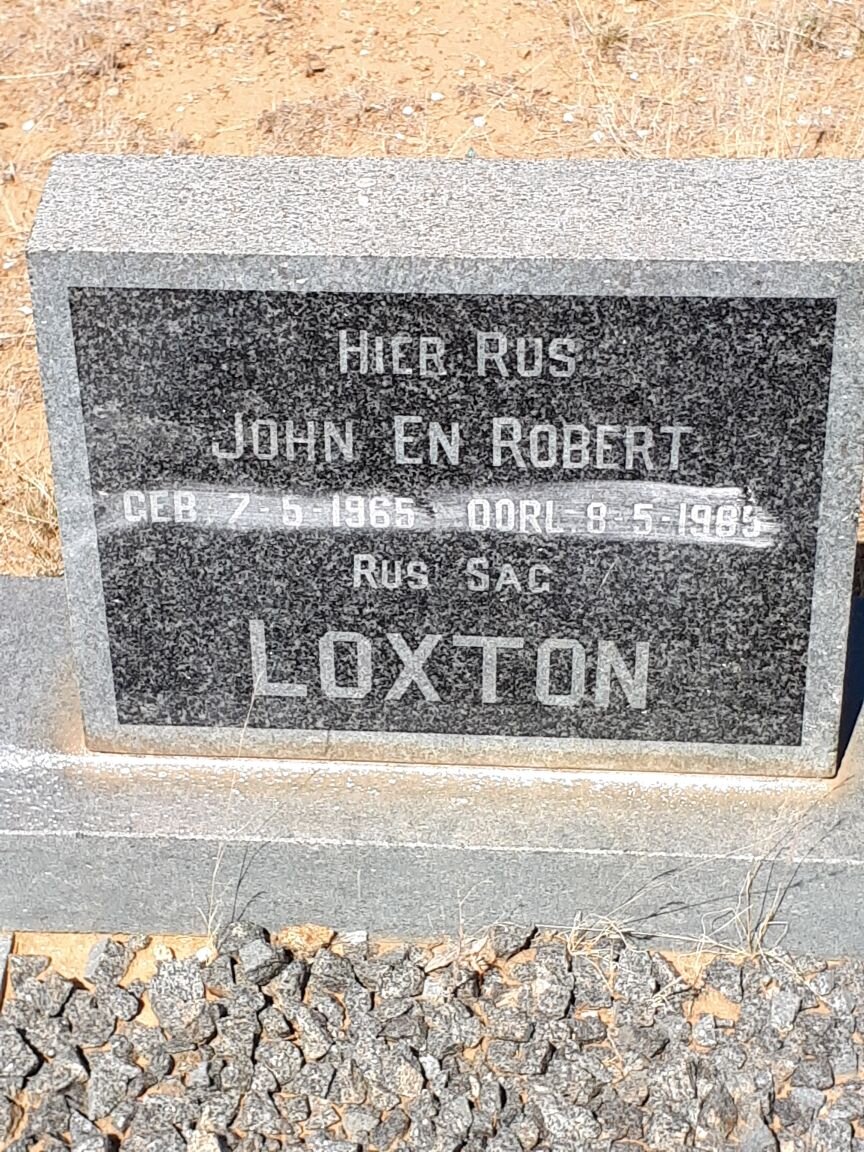 HIER RUS
JOHN EN ROBERT
GEB. 7-5-1965 OORL. 8-5-1985
RUS SAG
LOXTON